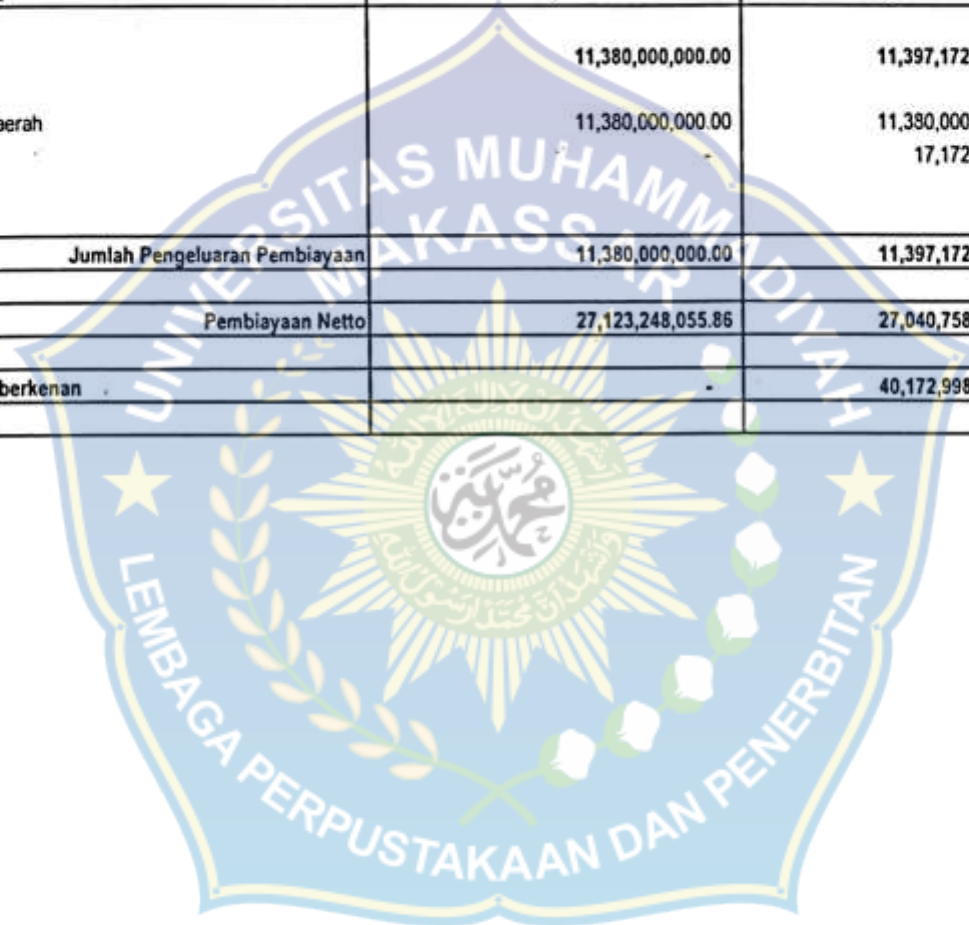 11,380,000,000.00 11,397,172
aerah 11,380,000,000.00 11,380,000
- 17,172
Jumlah Pengeluaran Pembiayaan 11,380,000,000.00 11,397,172
Pembiayaan Netto 27,123,248,055.86 27,040,758
berkenan - 40,172,998
UNIVERSITAS MUHAMMADIYAH
MAKASSAR
محمد
LEMBAGA PERPUSTAKAAN DAN PENERBITAN